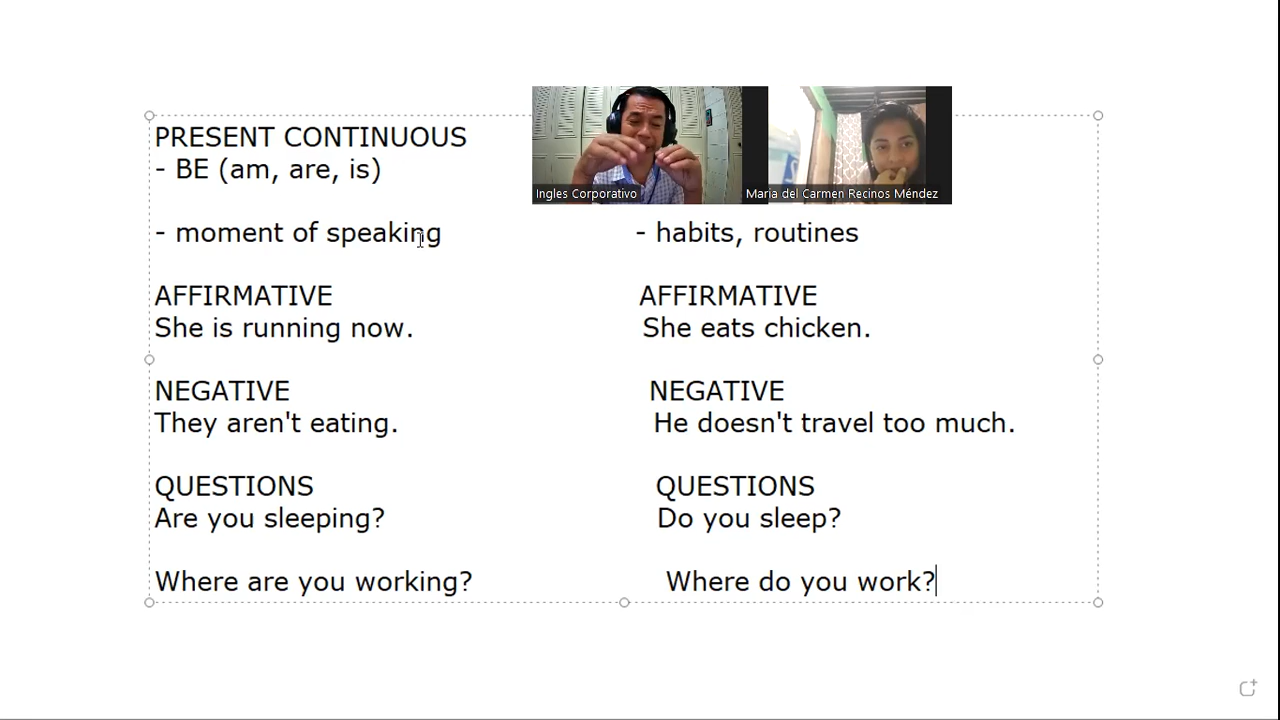 PRESENT CONTINUOUS
- BE (am, are, is)
Ingles Corporativo
Maria del Carmen Recinos Méndez
- moment of speaking - habits, routines
AFFIRMATIVE AFFIRMATIVE
She is running now. She eats chicken.
NEGATIVE NEGATIVE
They aren't eating. He doesn't travel too much.
QUESTIONS QUESTIONS
Are you sleeping? Do you sleep?
Where are you working? Where do you work?